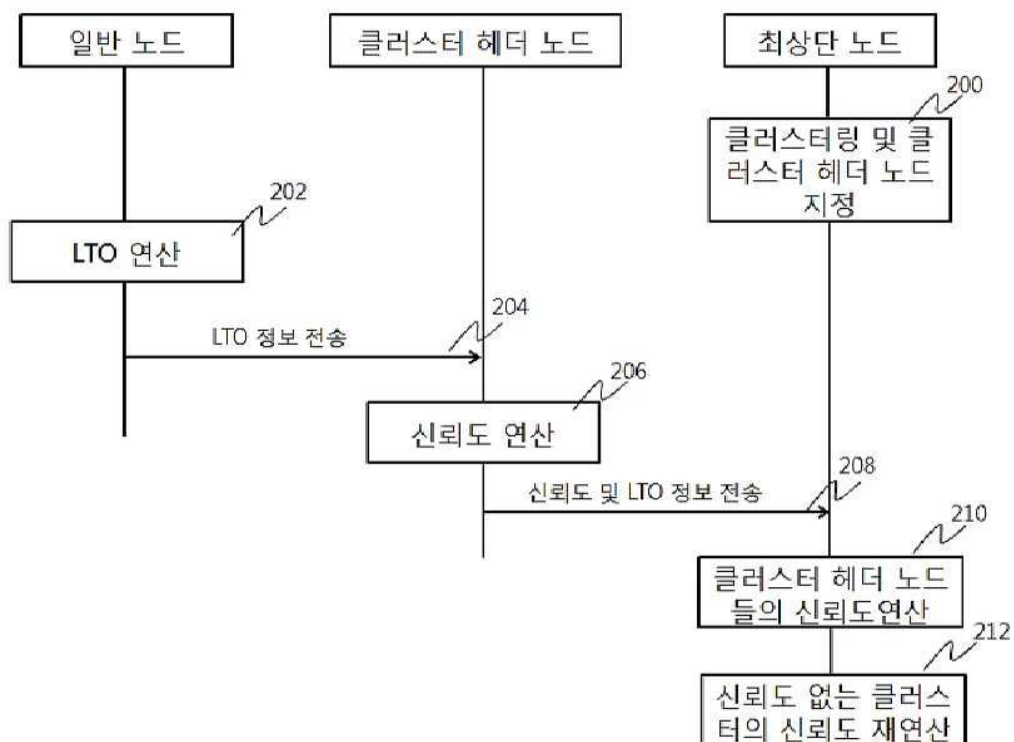 일반 노드
클러스터 헤더 노드
최상단 노드
200
클러스터링 및 클
러스터 헤더 노드
지정
202
LTO 연산
204
LTO 정보 전송
206
신뢰도 연산
208
신뢰도 및 LTO 정보 전송
210
클러스터 헤더 노드
들의 신뢰도연산
212
신뢰도 없는 클러스
터의 신뢰도 재연산